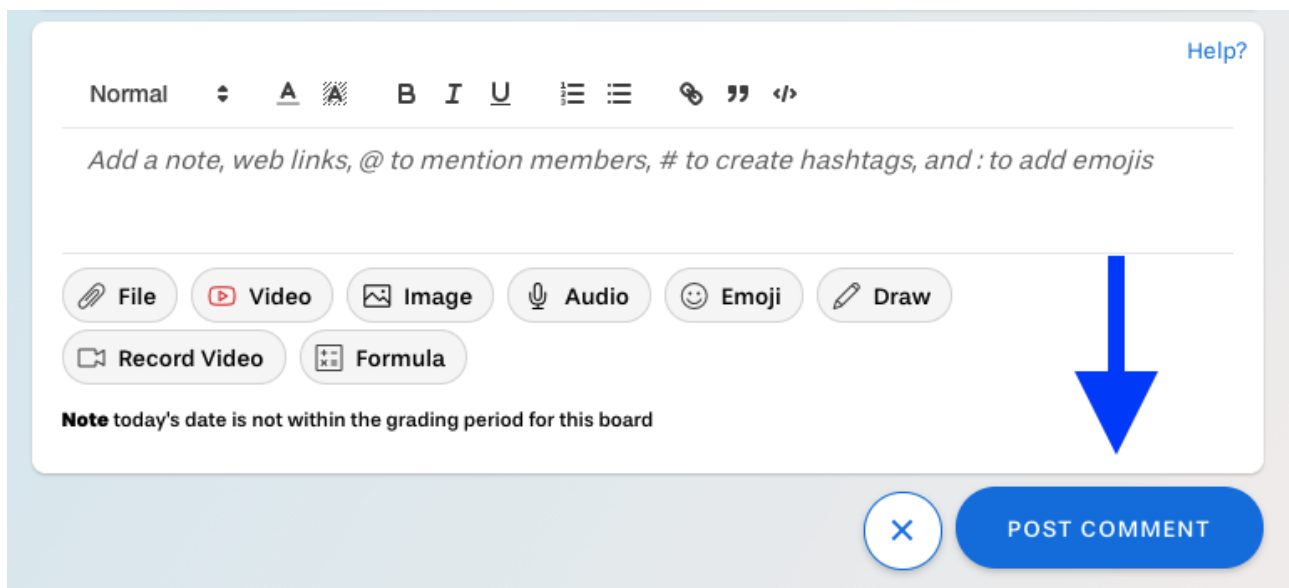 Help?
Normal A A B I U
Add a note, web links, @ to mention members, # to create hashtags, and : to add emojis
File Video Image Audio Emoji Draw
Record Video Formula
Note today's date is not within the grading period for this board
POST COMMENT